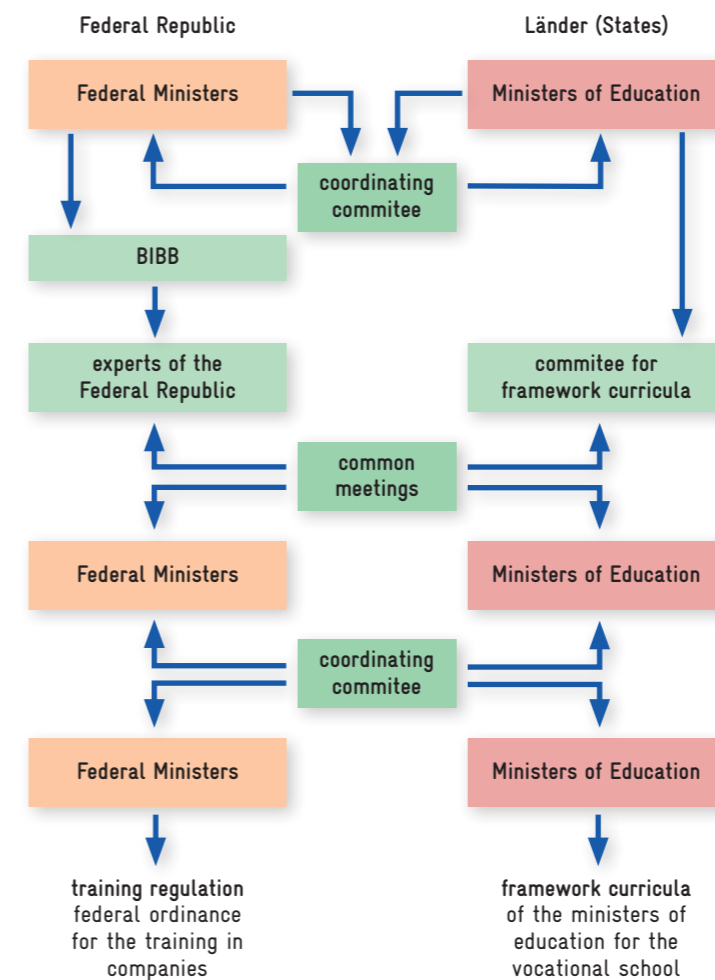 Federal Republic
Länder (States)
Federal Ministers
Ministers of Education
coordinating
commitee
BIBB
experts of the
Federal Republic
commitee for
framework curricula
common
meetings
Federal Ministers
Ministers of Education
coordinating
commitee
Federal Ministers
Ministers of Education
training regulation
federal ordinance
for the training in
companies
framework curricula
of the ministers of
education for the
vocational school